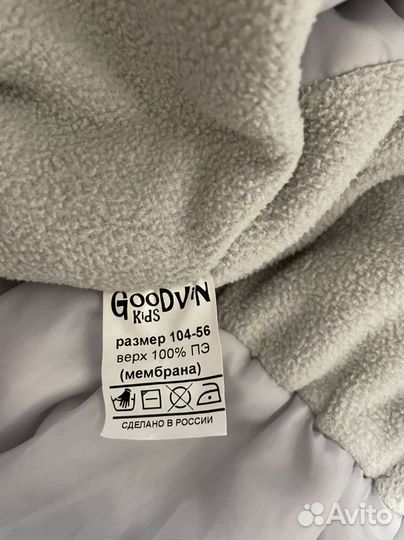 GOODViN
KiDS
размер 104-56
верх 100% ПЭ
(мембрана)
СДЕЛАНО В РОССИИ
Avito